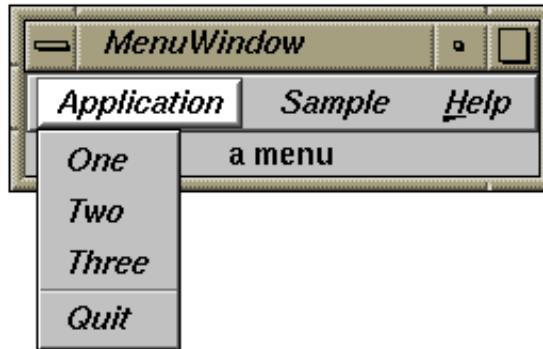 MenuWindow
Application Sample Help
a menu
One
Two
Three
Quit